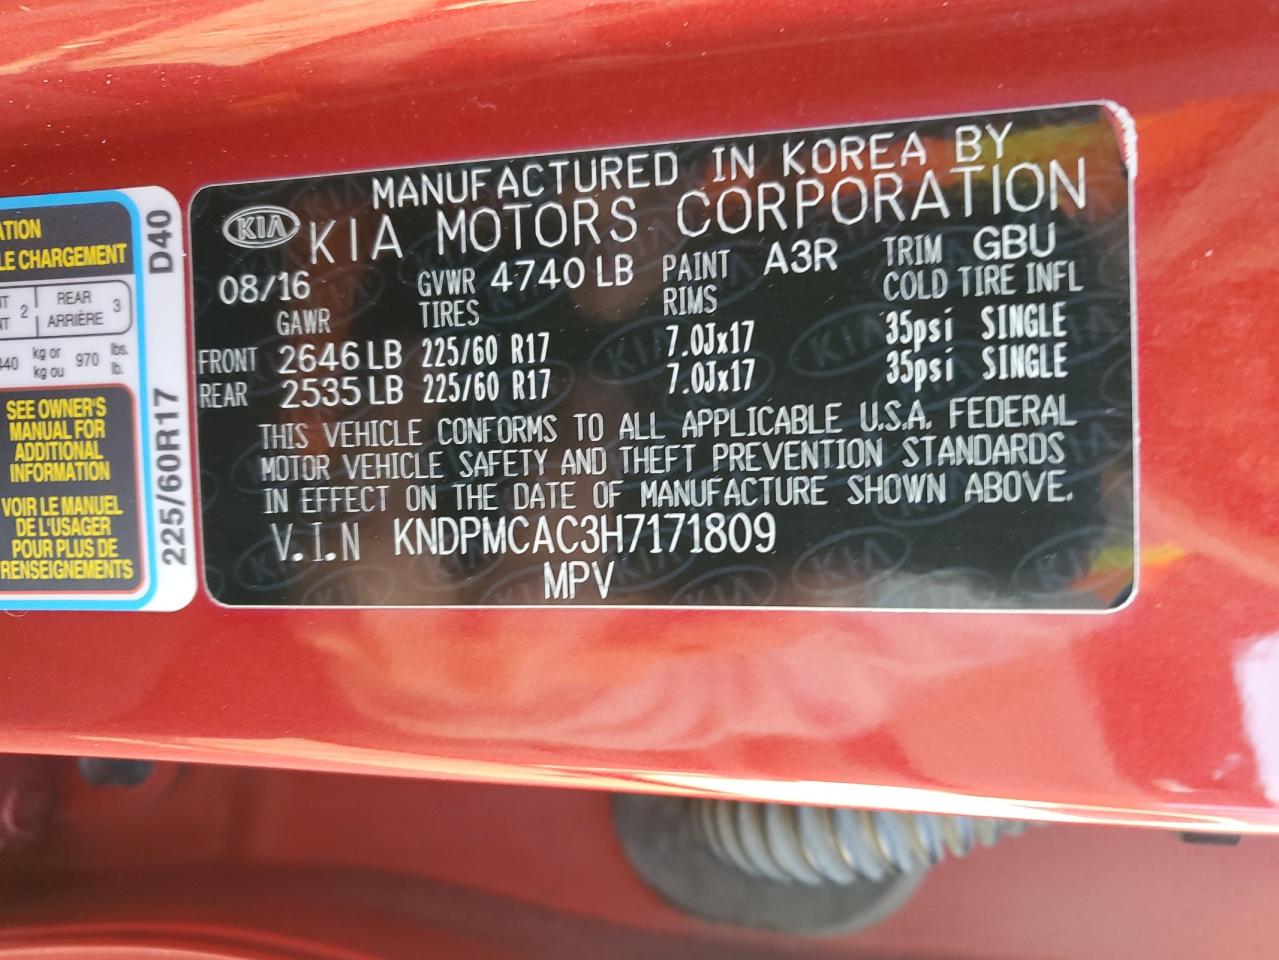 ATION
LE CHARGEMENT
NT 2
REAR 3
NT
ARRIÈRE
440 kg or 970 lbs.
kg ou lb.
SEE OWNER'S
MANUAL FOR
ADDITIONAL
INFORMATION
VOIR LE MANUEL
DE L'USAGER
POUR PLUS DE
RENSEIGNEMENTS
225/60R17 D40
MANUFACTURED IN KOREA BY
KIA KIA MOTORS CORPORATION
08/16 GVWR 4740 LB PAINT A3R TRIM GBU
GAWR TIRES RIMS COLD TIRE INFL
FRONT 2646 LB 225/60 R17 7.0Jx17 35psi SINGLE
REAR 2535 LB 225/60 R17 7.0Jx17 35psi SINGLE
THIS VEHICLE CONFORMS TO ALL APPLICABLE U.S.A. FEDERAL
MOTOR VEHICLE SAFETY AND THEFT PREVENTION STANDARDS
IN EFFECT ON THE DATE OF MANUFACTURE SHOWN ABOVE.
V.I.N KNDPMCAC3H7171809
MPV